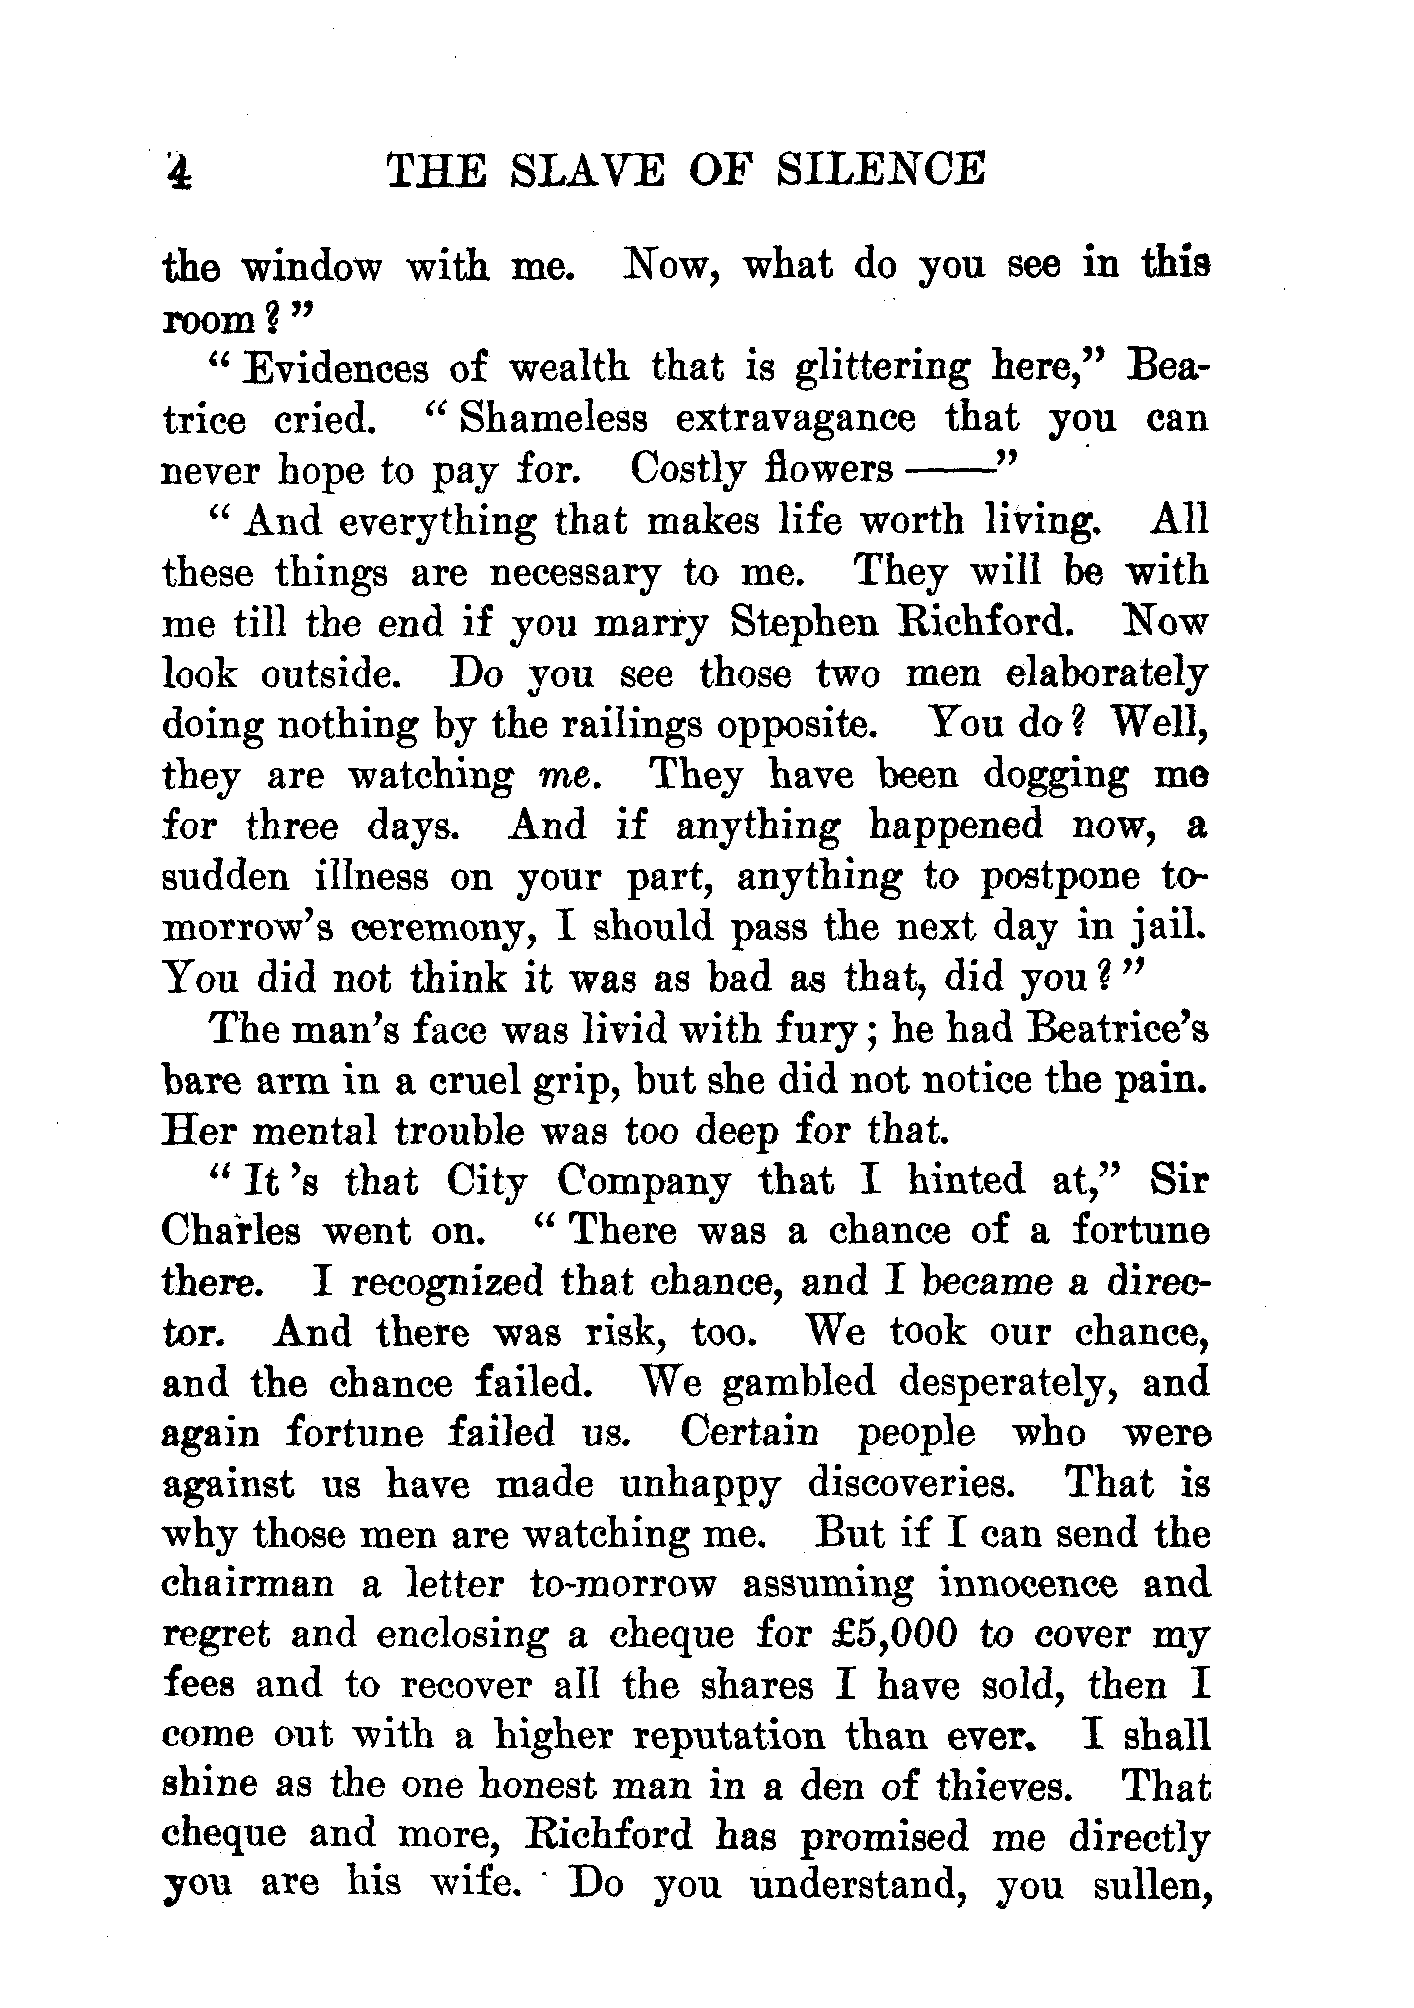 4 THE SLAVE OF SILENCE
the window with me. Now, what do you see in this
room?"
"Evidences of wealth that is glittering here," Bea-
trice cried. "Shameless extravagance that you can
never hope to pay for. Costly flowers ——"
"And everything that makes life worth living. All
these things are necessary to me. They will be with
me till the end if you marry Stephen Richford. Now
look outside. Do you see those two men elaborately
doing nothing by the railings opposite. You do? Well,
they are watching me. They have been dogging me
for three days. And if anything happened now, a
sudden illness on your part, anything to postpone to-
morrow's ceremony, I should pass the next day in jail.
You did not think it was as bad as that, did you?"
The man's face was livid with fury; he had Beatrice's
bare arm in a cruel grip, but she did not notice the pain.
Her mental trouble was too deep for that.
"It's that City Company that I hinted at," Sir
Charles went on. "There was a chance of a fortune
there. I recognized that chance, and I became a direc-
tor. And there was risk, too. We took our chance,
and the chance failed. We gambled desperately, and
again fortune failed us. Certain people who were
against us have made unhappy discoveries. That is
why those men are watching me. But if I can send the
chairman a letter to-morrow assuming innocence and
regret and enclosing a cheque for £5,000 to cover my
fees and to recover all the shares I have sold, then I
come out with a higher reputation than ever. I shall
shine as the one honest man in a den of thieves. That
cheque and more, Richford has promised me directly
you are his wife. Do you understand, you sullen,